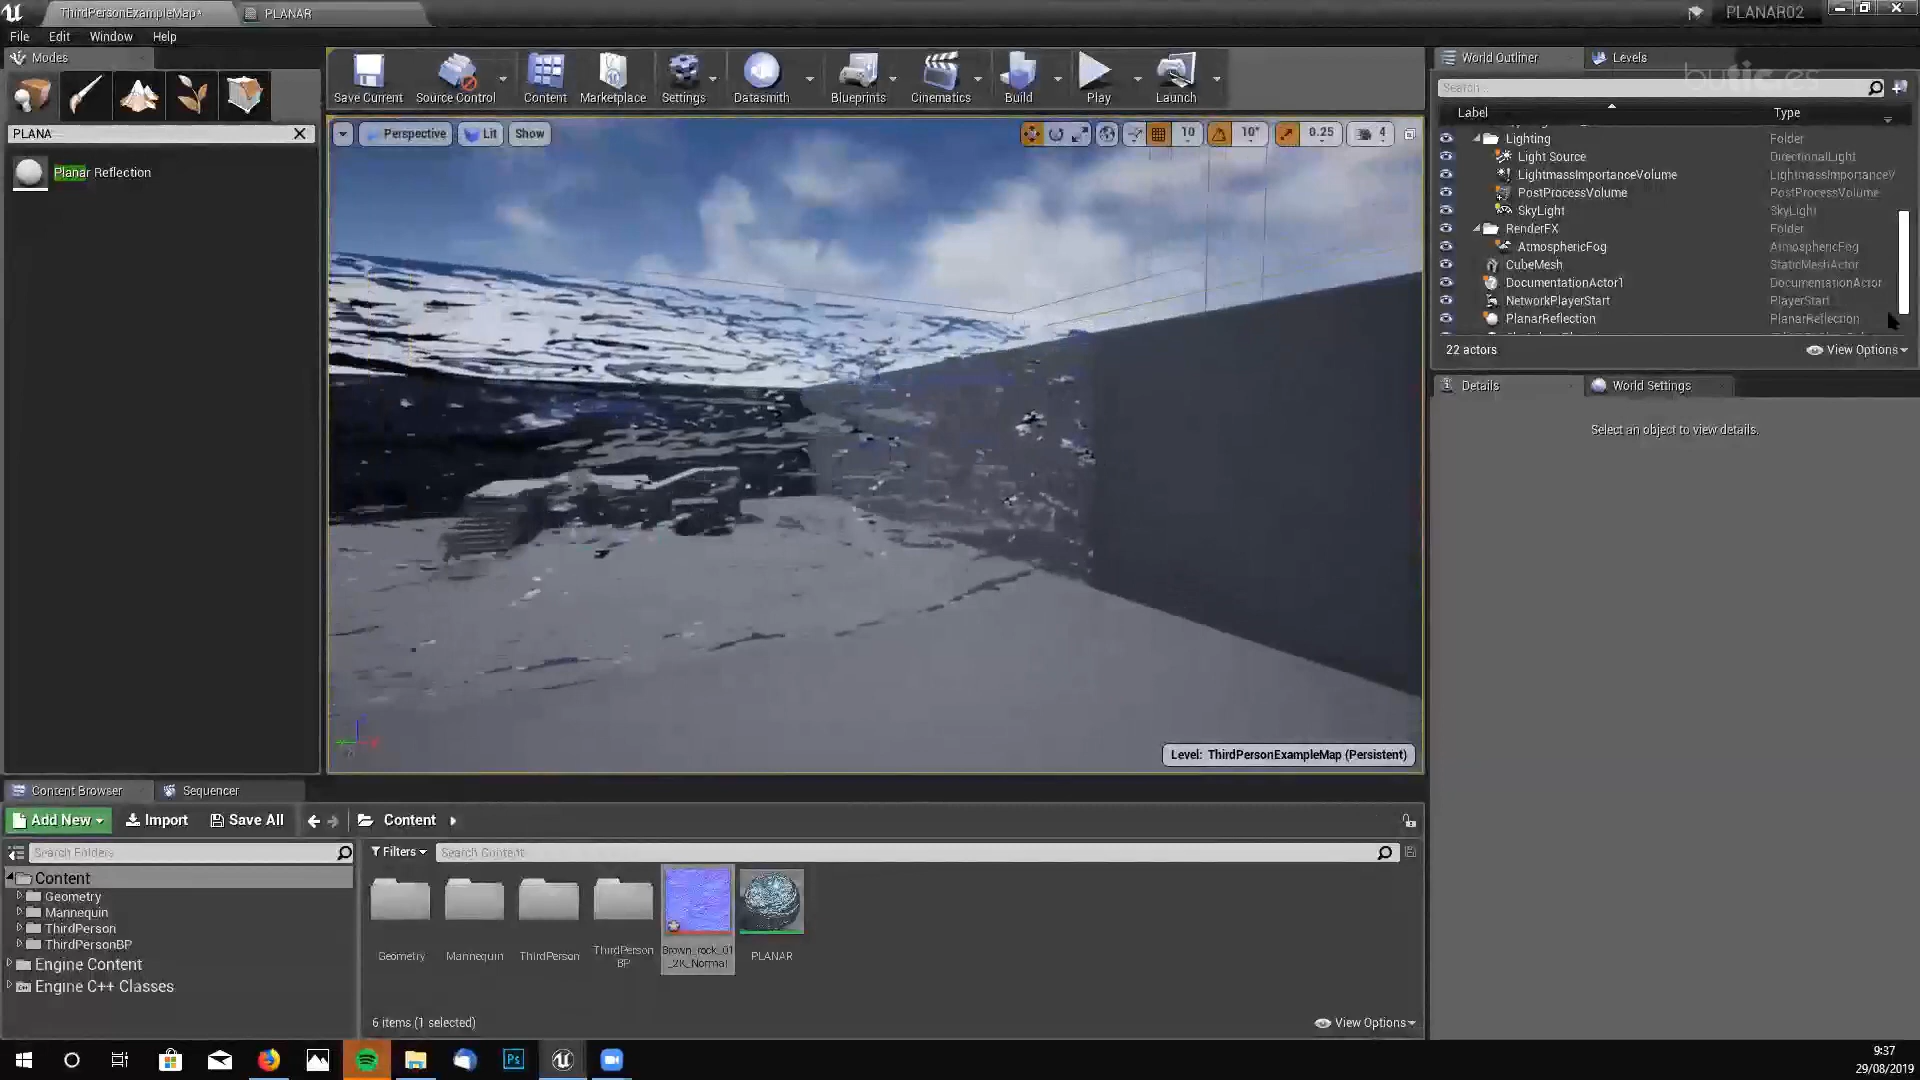 ThirdPersonExampleMap*
PLANAR
PLANAR02
File
Edit
Window
Help
Modes
PLANA
Planar Reflection
Save Current
Source Control
Content
Marketplace
Settings
Datasmith
Blueprints
Cinematics
Build
Play
Launch
Perspective
Lit
Show
10
10°
0.25
4
Level: ThirdPersonExampleMap (Persistent)
World Outliner
Levels
butic.es
Search...
Label
Type
Lighting
Folder
Light Source
DirectionalLight
LightmassImportanceVolume
LightmassImportanceV
PostProcessVolume
PostProcessVolume
SkyLight
SkyLight
RenderFX
Folder
AtmosphericFog
AtmosphericFog
CubeMesh
StaticMeshActor
DocumentationActor1
DocumentationActor
NetworkPlayerStart
PlayerStart
PlanarReflection
PlanarReflection
22 actors
View Options
Details
World Settings
Select an object to view details.
Content Browser
Sequencer
Add New
Import
Save All
Content
Search Folders
Filters
Search Content
Content
Geometry
Mannequin
ThirdPerson
ThirdPersonBP
Engine Content
Engine C++ Classes
Geometry
Mannequin
ThirdPerson
ThirdPerson
BP
Brown_rock_01
_2K_Normal
PLANAR
6 items (1 selected)
View Options
Ps
9:37
29/08/2019